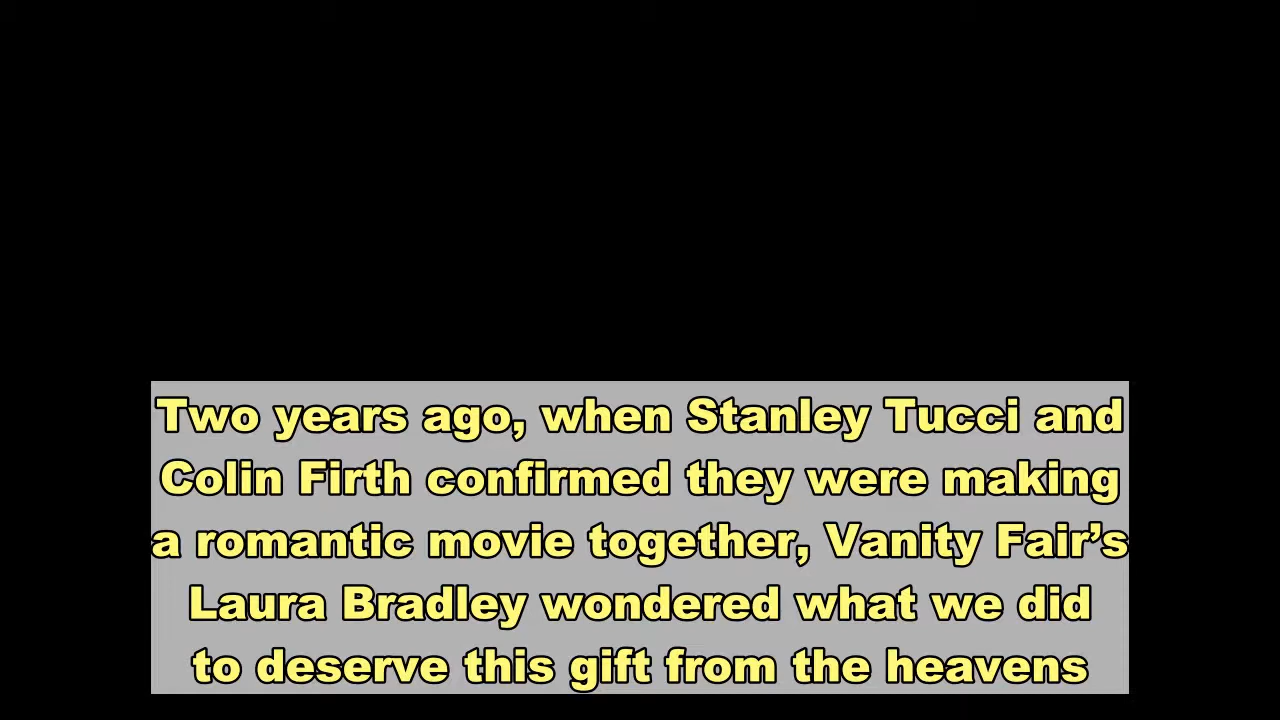 Two years ago, when Stanley Tucci and
Colin Firth confirmed they were making
a romantic movie together, Vanity Fair’s
Laura Bradley wondered what we did
to deserve this gift from the heavens